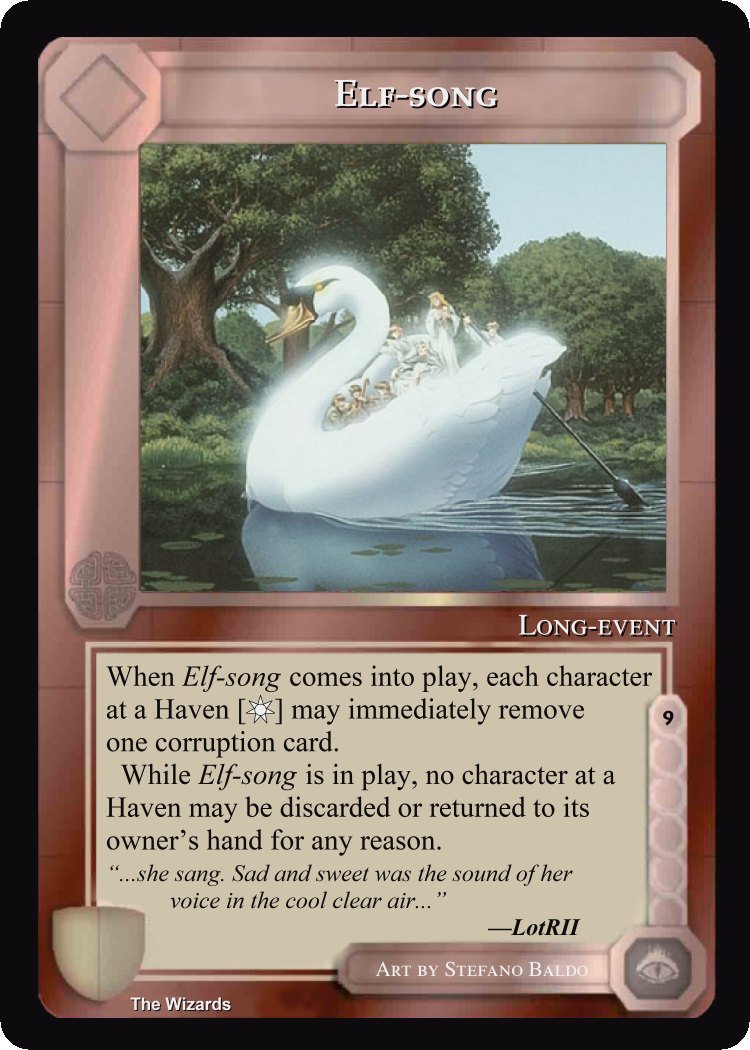 Elf-song
Long-event
When Elf-song comes into play, each character
at a Haven [☼] may immediately remove
one corruption card.
While Elf-song is in play, no character at a
Haven may be discarded or returned to its
owner’s hand for any reason.
“...she sang. Sad and sweet was the sound of her
voice in the cool clear air...”
—LotRII
9
Art by Stefano Baldo
The Wizards